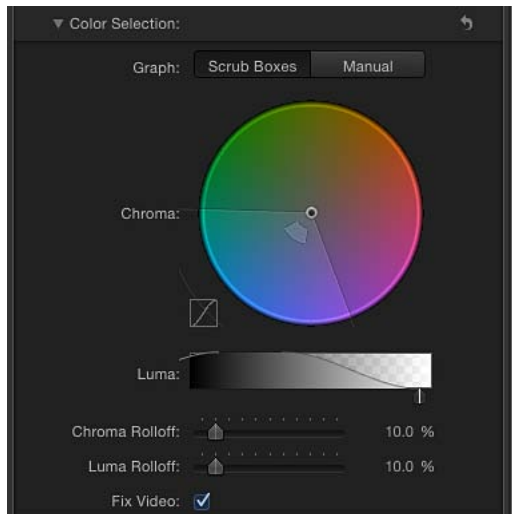 Color Selection:
Graph: Scrub Boxes Manual
Chroma:
Luma:
Chroma Rolloff: 10.0 %
Luma Rolloff: 10.0 %
Fix Video: